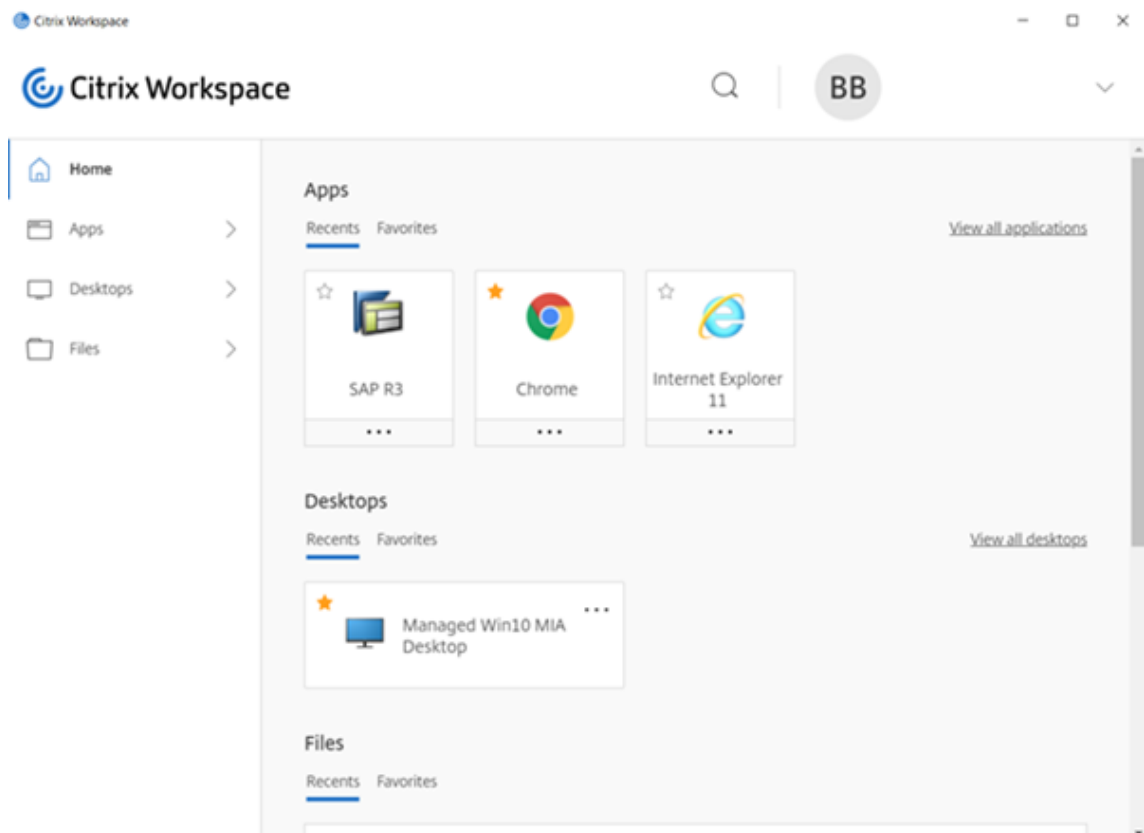 Citrix Workspace
Citrix Workspace
BB
Home
Apps
Desktops
Files
Apps
Recents Favorites View all applications
SAP R3
Chrome
Internet Explorer
11
Desktops
Recents Favorites View all desktops
Managed Win10 MIA
Desktop
Files
Recents Favorites